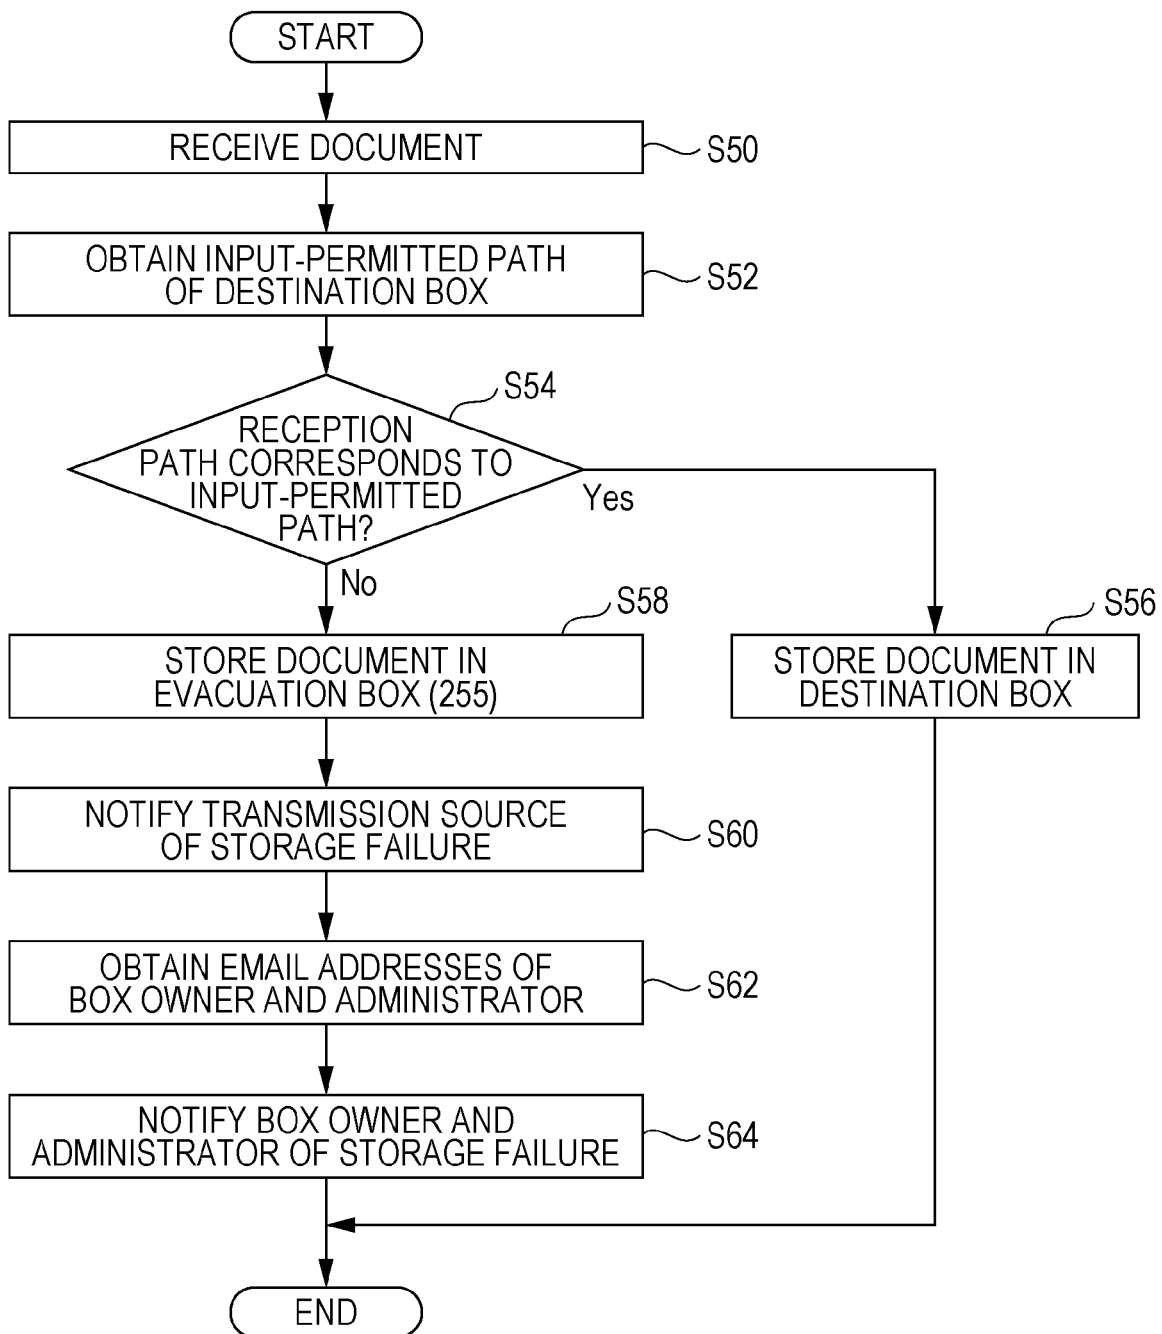 START
RECEIVE DOCUMENT
S50
OBTAIN INPUT-PERMITTED PATH
OF DESTINATION BOX
S52
S54
RECEPTION
PATH CORRESPONDS TO
INPUT-PERMITTED
PATH?
Yes
No
S58
STORE DOCUMENT IN
EVACUATION BOX (255)
S56
STORE DOCUMENT IN
DESTINATION BOX
NOTIFY TRANSMISSION SOURCE
OF STORAGE FAILURE
S60
OBTAIN EMAIL ADDRESSES OF
BOX OWNER AND ADMINISTRATOR
S62
NOTIFY BOX OWNER AND
ADMINISTRATOR OF STORAGE FAILURE
S64
END